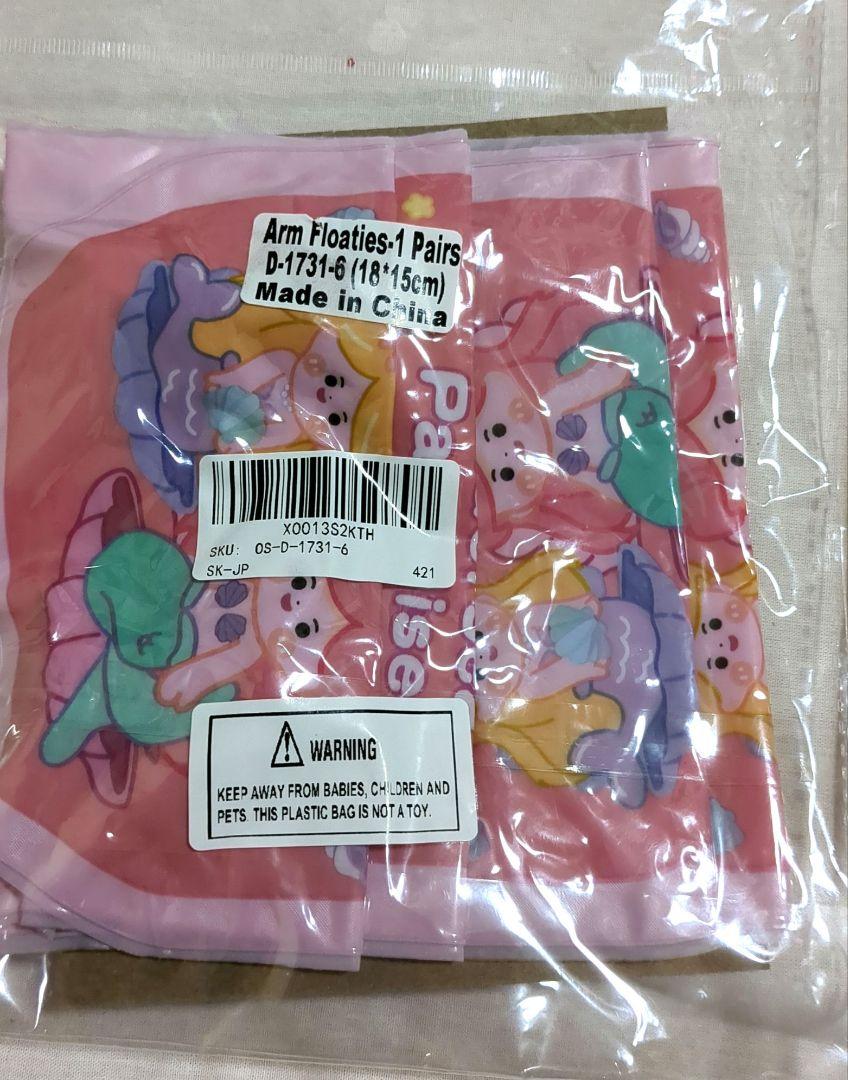 Arm Floaties-1 Pairs
D-1731-6 (18*15cm)
Made in China
X0013S2KTH
SKU: OS-D-1731-6
SK-JP 421
WARNING
KEEP AWAY FROM BABIES, CHILDREN AND
PETS. THIS PLASTIC BAG IS NOT A TOY.